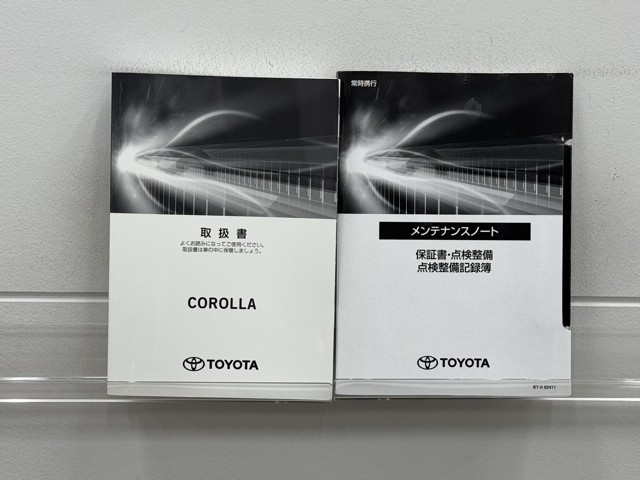 取扱書
よくお読みになってご使用ください。
取扱書は車の中に保管しましょう。
COROLLA
TOYOTA
常時携行
メンテナンスノート
保証書・点検整備
点検整備記録簿
TOYOTA